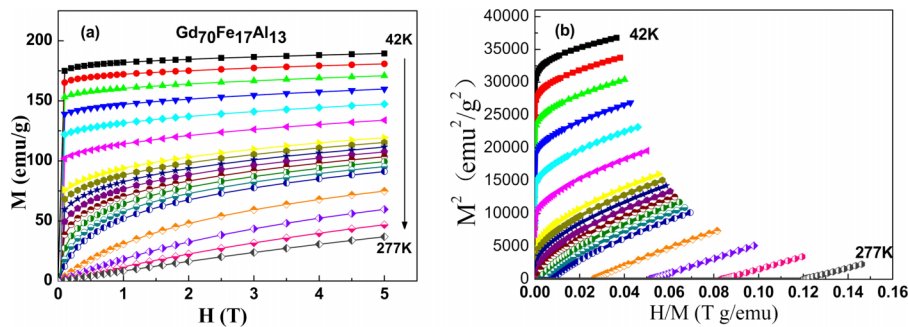 (a) Gd70Fe17Al13 42K
200
150
100
50
0
M (emu/g)
277K
0 1 2 3 4 5
H (T)
(b)
42K
40000
35000
30000
25000
20000
15000
10000
5000
0
M² (emu²/g²)
277K
0.00 0.02 0.04 0.06 0.08 0.10 0.12 0.14
H/M (T g/emu)